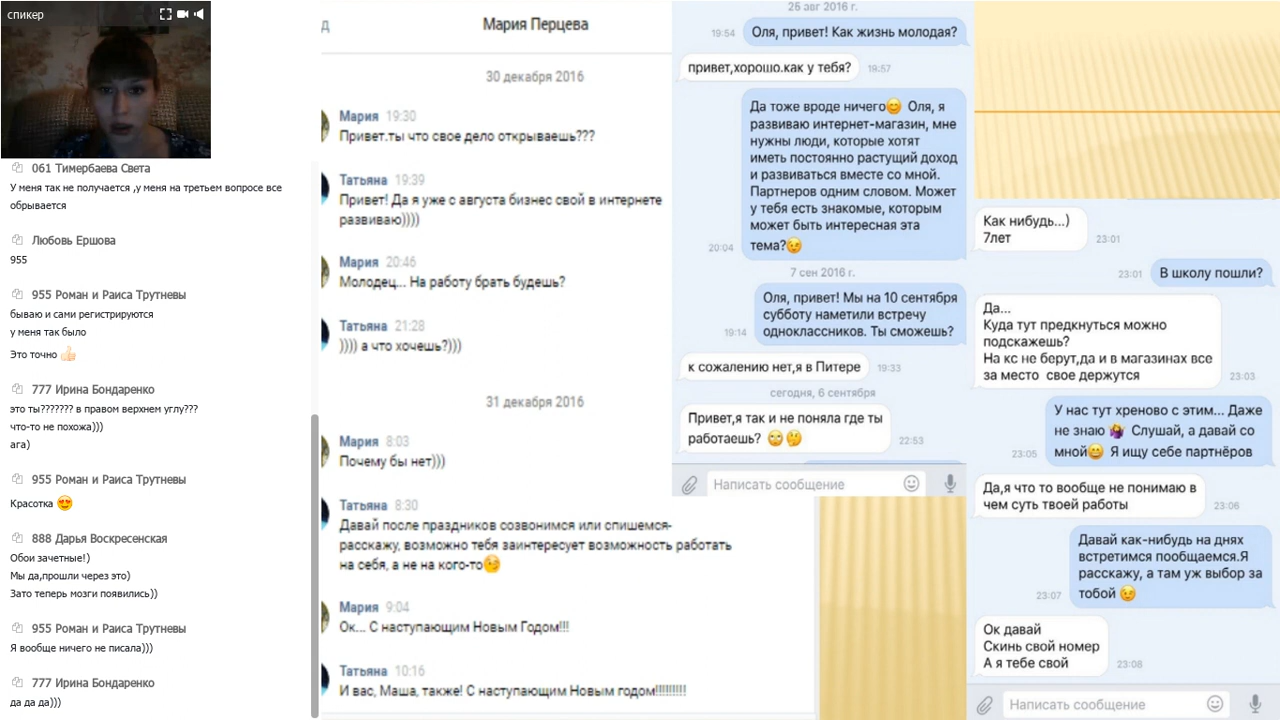 спикер
061 Тимербаева Света
У меня так не получается ,у меня на третьем вопросе все
обрывается
Любовь Ершова
955
955 Роман и Раиса Трутневы
бываю и сами регистрируются
у меня так было
Это точно 👍🏻
777 Ирина Бондаренко
это ты??????? в правом верхнем углу???
что-то не похожа)))
ага)
955 Роман и Раиса Трутневы
Красотка 😍
888 Дарья Воскресенская
Обои зачетные!)
Мы да,прошли через это)
Зато теперь мозги появились))
955 Роман и Раиса Трутневы
Я вообще ничего не писала)))
777 Ирина Бондаренко
да да да)))
д
Мария Перцева
30 декабря 2016
Мария 19:30
Привет.ты что свое дело открываешь???
Татьяна 19:39
Привет! Да я уже с августа бизнес свой в интернете
развиваю))))
Мария 20:46
Молодец... На работу брать будешь?
Татьяна 21:28
)))) а что хочешь?)))
31 декабря 2016
Мария 8:03
Почему бы нет)))
Татьяна 8:30
Давай после праздников созвонимся или спишемся-
расскажу, возможно тебя заинтересует возможность работать
на себя, а не на кого-то😉
Мария 9:04
Ок... С наступающим Новым Годом!!!
Татьяна 10:16
И вас, Маша, также! С наступающим Новым годом!!!!!!!!!
26 авг 2016 г.
19:54 Оля, привет! Как жизнь молодая?
привет,хорошо.как у тебя? 19:57
Да тоже вроде ничего😊 Оля, я
развиваю интернет-магазин, мне
нужны люди, которые хотят
иметь постоянно растущий доход
и развиваться вместе со мной.
Партнеров одним словом. Может
у тебя есть знакомые, которым
может быть интересная эта
20:04 тема?😉
7 сен 2016 г.
Оля, привет! Мы на 10 сентября
субботу наметили встречу
19:14 одноклассников. Ты сможешь?
к сожалению нет,я в Питере 19:33
сегодня, 6 сентября
Привет,я так и не поняла где ты
работаешь? 🙄🤔 22:53
Написать сообщение
Как нибудь...)
7лет 23:01
23:01 В школу пошли?
Да...
Куда тут предкнуться можно
подскажешь?
На кс не берут,да и в магазинах все
за место свое держутся 23:03
У нас тут хреново с этим... Даже
не знаю 🤷‍♀️ Слушай, а давай со
23:05 мной😄 Я ищу себе партнёров
Да,я что то вообще не понимаю в
чем суть твоей работы 23:06
Давай как-нибудь на днях
встретимся пообщаемся.Я
расскажу, а там уж выбор за
23:07 тобой 😉
Ок давай
Скинь свой номер
А я тебе свой 23:08
Написать сообщение